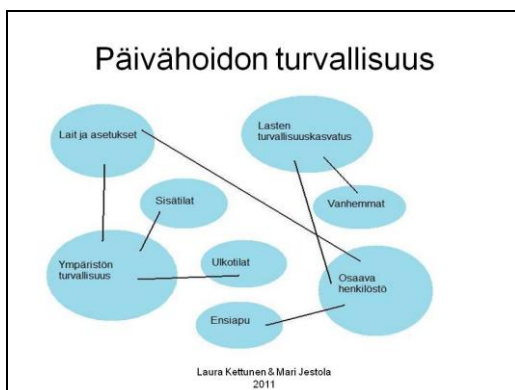 Päivähoidon turvallisuus
Lait ja asetukset
Lasten
turvallisuuskasvatus
Sisätilat
Vanhemmat
Ympäristön
turvallisuus
Ulkotilat
Osaava
henkilöstö
Ensiapu
Laura Kettunen & Mari Jestola
2011